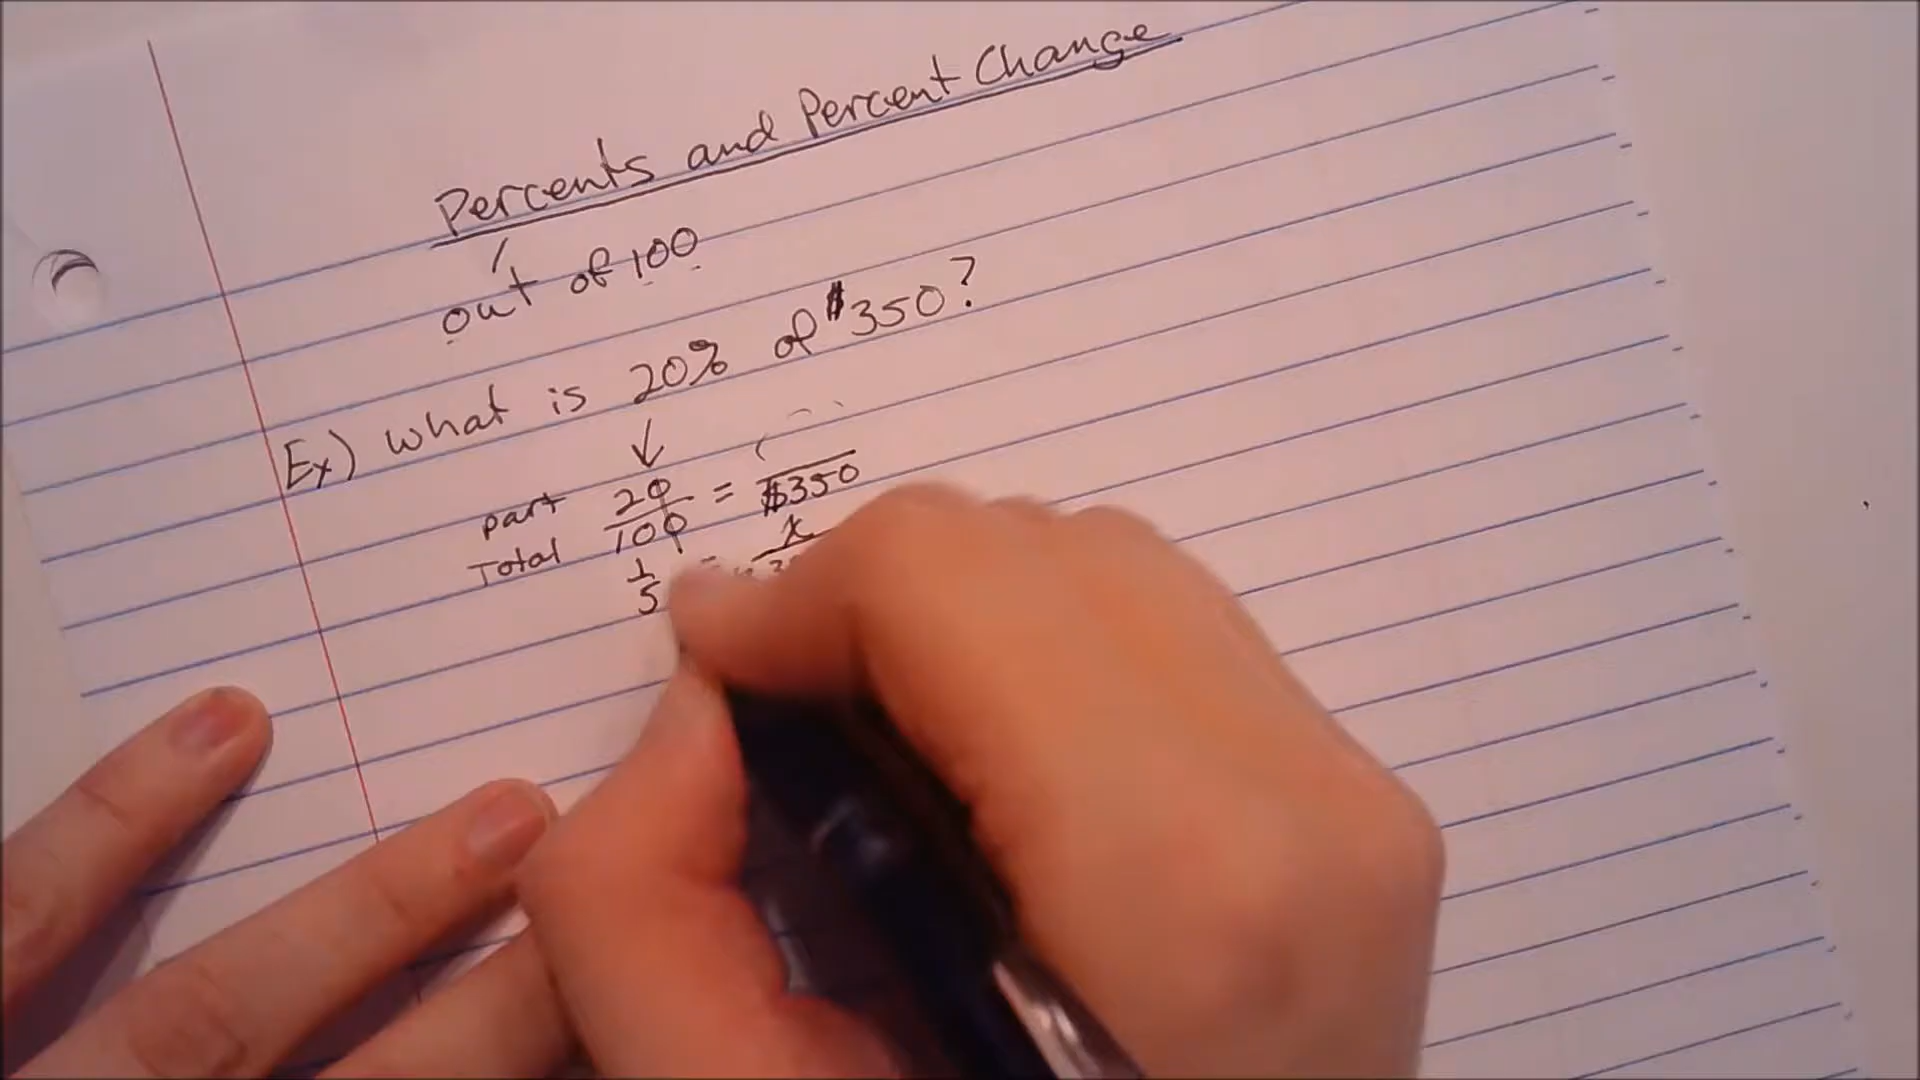 Percents and Percent Change
out of 100
Ex) What is 20% of $350?
part 20 =
Total 100 $350
1 x
5